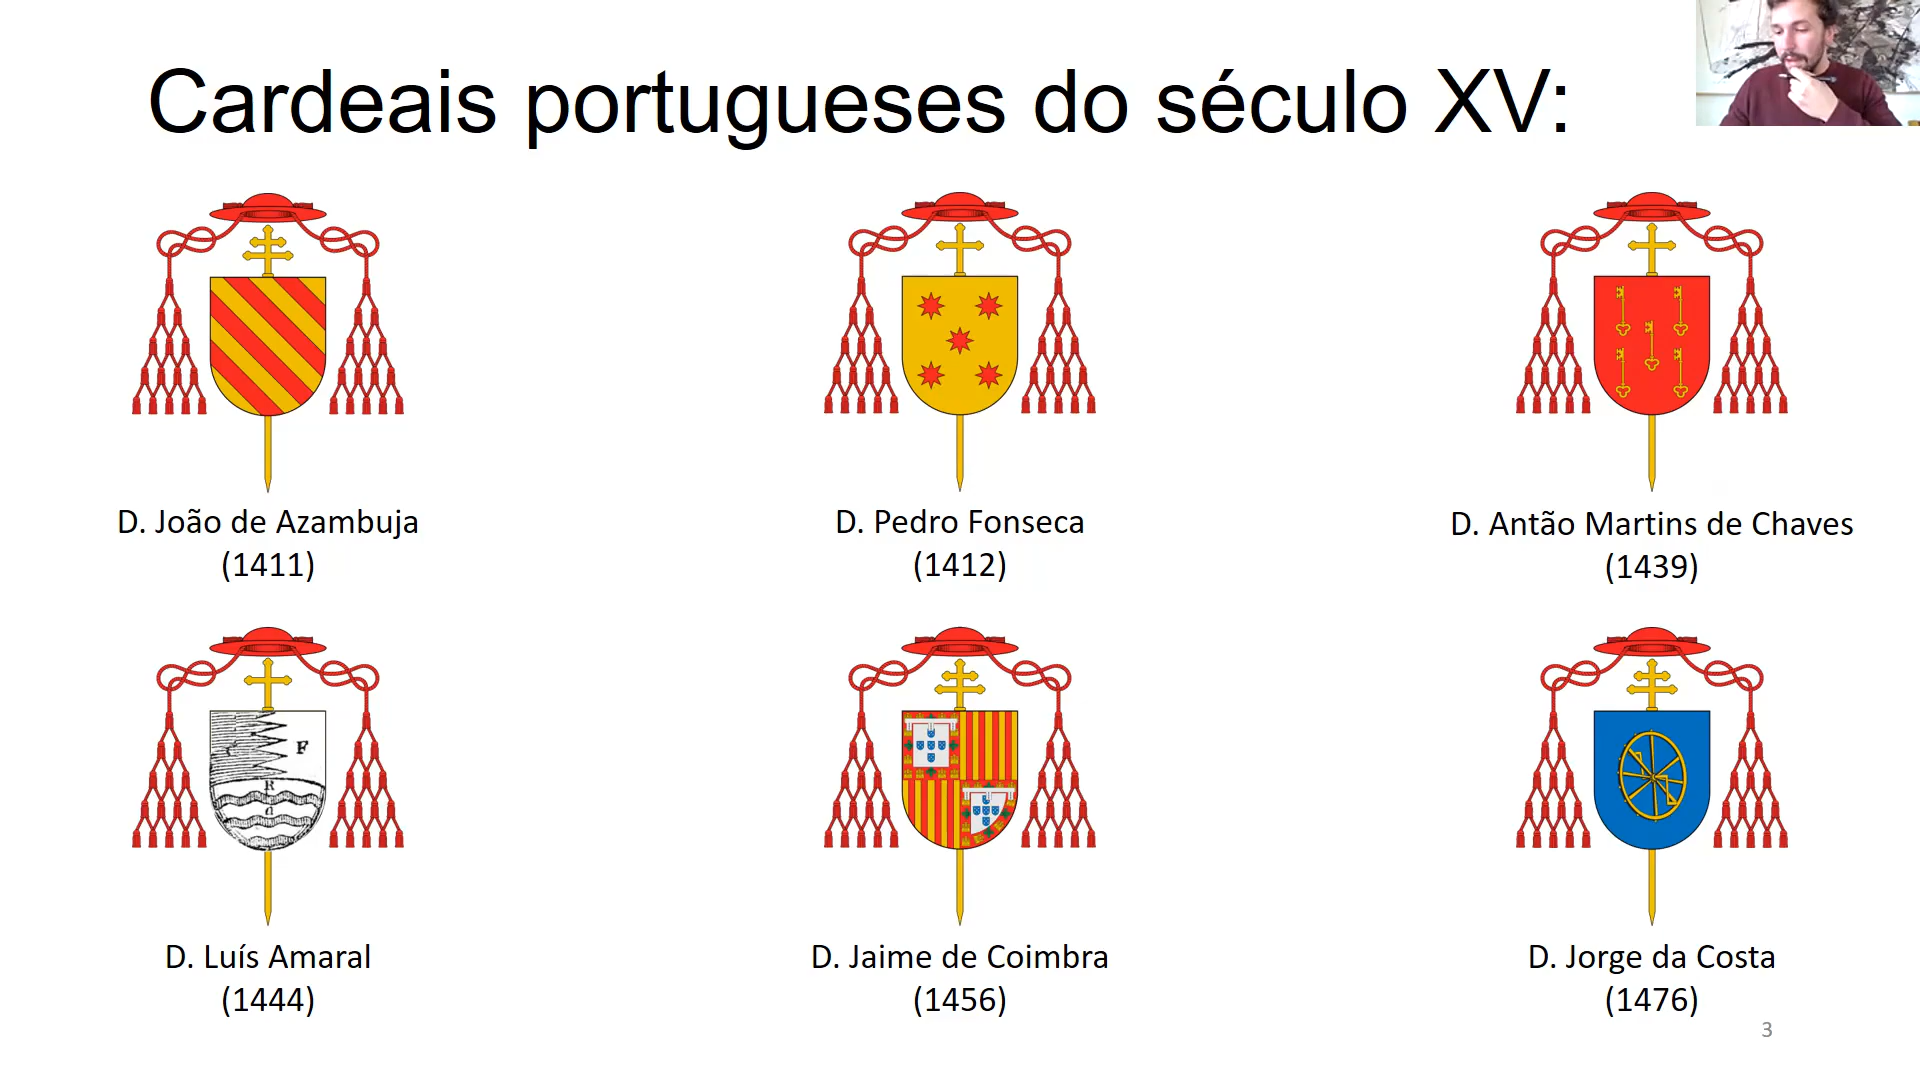 Cardeais portugueses do século XV:
D. João de Azambuja
(1411)
D. Pedro Fonseca
(1412)
D. Antão Martins de Chaves
(1439)
F
R
a
D. Luís Amaral
(1444)
D. Jaime de Coimbra
(1456)
D. Jorge da Costa
(1476)
3